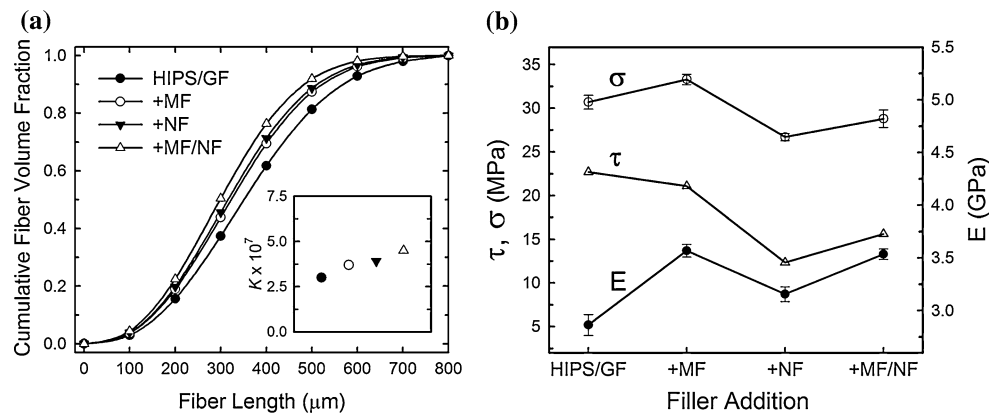 (a)
Cumulative Fiber Volume Fraction
1.0
0.8
0.6
0.4
0.2
0.0
HIPS/GF
+MF
+NF
+MF/NF
K x 10⁷
7.5
5.0
2.5
0.0
0 100 200 300 400 500 600 700 800
Fiber Length (μm)
(b)
τ, σ (MPa)
35
30
25
20
15
10
5
σ
τ
E
5.5
5.0
4.5
4.0
3.5
3.0
E (GPa)
HIPS/GF +MF +NF +MF/NF
Filler Addition